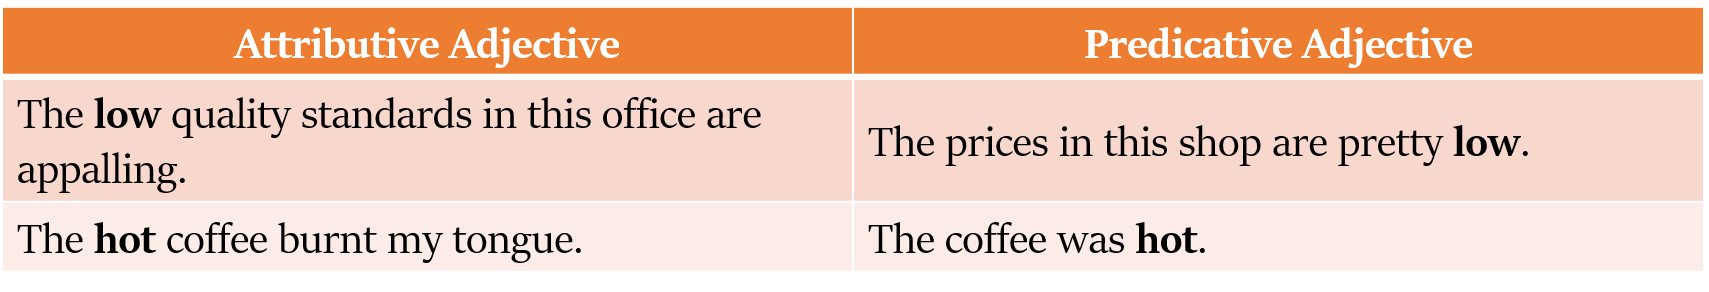 Attributive Adjective
Predicative Adjective
The low quality standards in this office are
appalling.
The prices in this shop are pretty low.
The hot coffee burnt my tongue.
The coffee was hot.